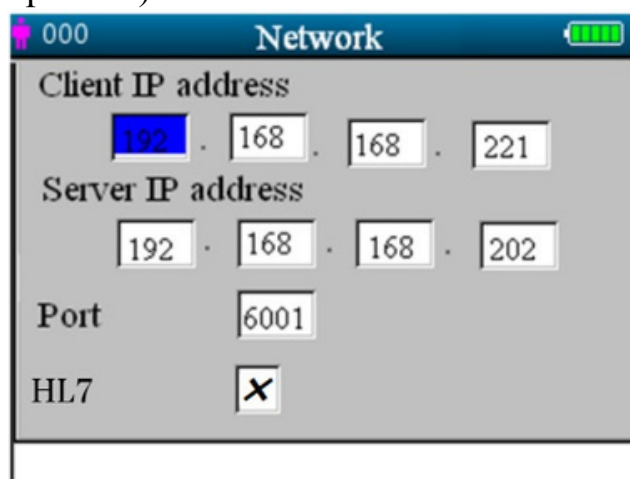 000 Network
Client IP address
192 . 168 . 168 . 221
Server IP address
192 . 168 . 168 . 202
Port 6001
HL7 ×